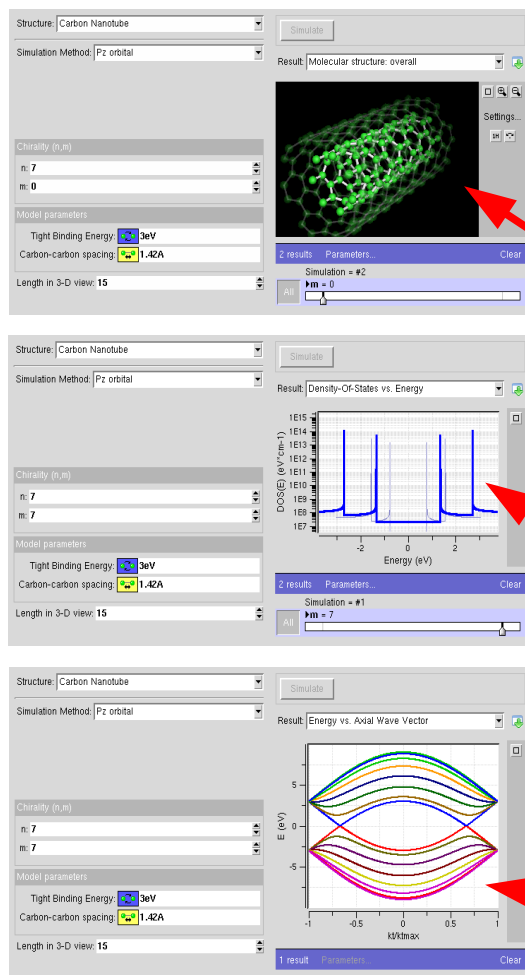 Structure: Carbon Nanotube
Simulation Method: Pz orbital
Chirality (n,m)
n: 7
m: 0
Model parameters
Tight Binding Energy: 3eV
Carbon-carbon spacing: 1.42A
Length in 3-D view: 15
Simulate
Result: Molecular structure: overall
Settings...
2 results Parameters... Clear
Simulation = #2
All
m = 0
Structure: Carbon Nanotube
Simulation Method: Pz orbital
Chirality (n,m)
n: 7
m: 7
Model parameters
Tight Binding Energy: 3eV
Carbon-carbon spacing: 1.42A
Length in 3-D view: 15
Simulate
Result: Density-Of-States vs. Energy
DOS(E) (eV*cm-1)
1E15
1E14
1E13
1E12
1E11
1E10
1E9
1E8
1E7
-2 0 2
Energy (eV)
2 results Parameters... Clear
Simulation = #1
All
m = 7
Structure: Carbon Nanotube
Simulation Method: Pz orbital
Chirality (n,m)
n: 7
m: 7
Model parameters
Tight Binding Energy: 3eV
Carbon-carbon spacing: 1.42A
Length in 3-D view: 15
Simulate
Result: Energy vs. Axial Wave Vector
E (eV)
5
0
-5
-1 -0.5 0 0.5 1
kt/ktmax
1 result Parameters... Clear